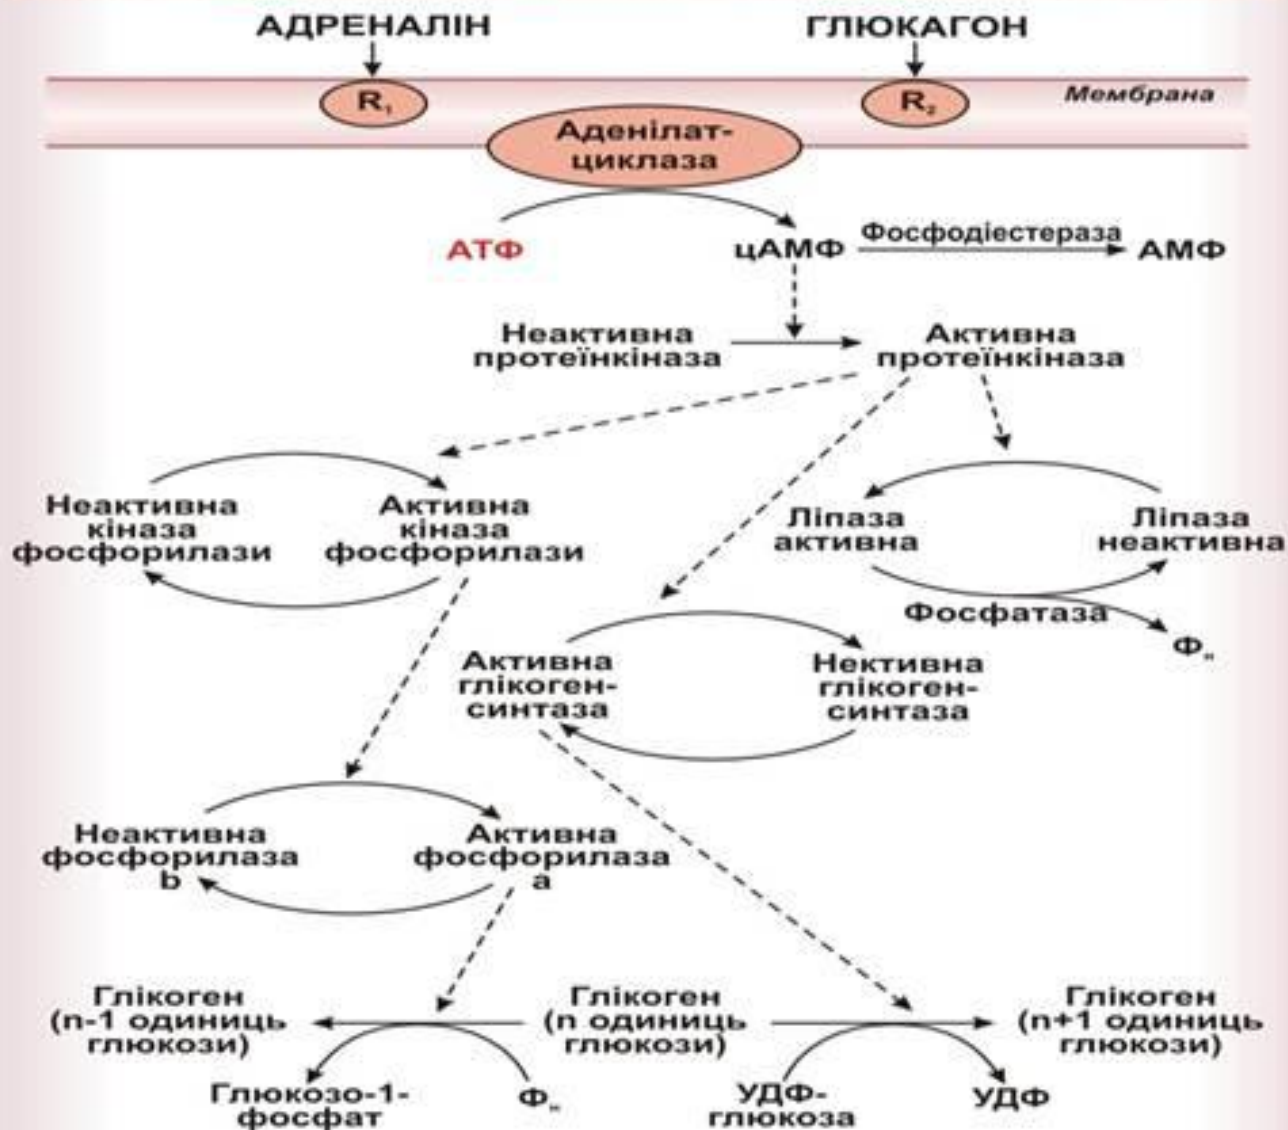 АДРЕНАЛІН
ГЛЮКАГОН
R₁
R₂
Мембрана
Аденілат-
циклаза
АТФ
цАМФ
Фосфодіестераза
АМФ
Неактивна
протеїнкіназа
Активна
протеїнкіназа
Неактивна
кіназа
фосфорилази
Активна
кіназа
фосфорилази
Ліпаза
активна
Ліпаза
неактивна
Фосфатаза
Фн
Активна
глікоген-
синтаза
Нективна
глікоген-
синтаза
Неактивна
фосфорилаза
b
Активна
фосфорилаза
a
Глікоген
(n-1 одиниць
глюкози)
Глікоген
(n одиниць
глюкози)
Глікоген
(n+1 одиниць
глюкози)
Глюкозо-1-
фосфат
Фн
УДФ-
глюкоза
УДФ